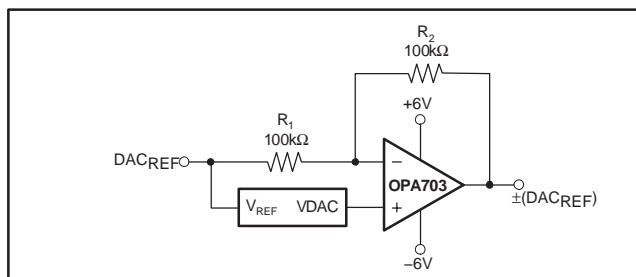 R2
100kΩ
R1
100kΩ
+6V
DACREF
−
OPA703
±(DACREF)
VREF VDAC
+
−6V